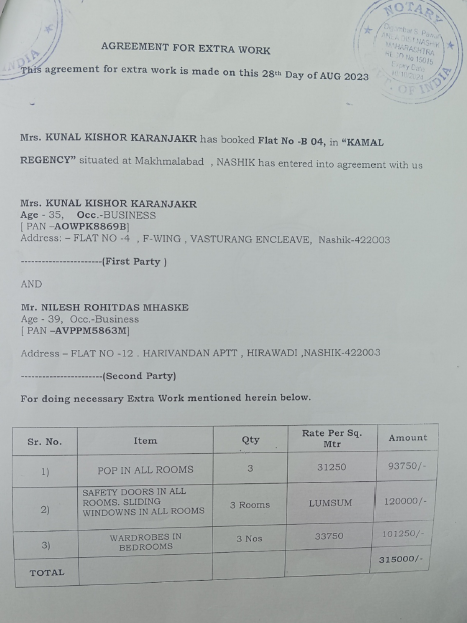 NOTARY
MAHARASHTRA
OF INDIA
INDIA
AGREEMENT FOR EXTRA WORK
This agreement for extra work is made on this 28th Day of AUG 2023
Mrs. KUNAL KISHOR KARANJAKR has booked Flat No -B 04, in “KAMAL
REGENCY” situated at Makhmalabad , NASHIK has entered into agreement with us
Mrs. KUNAL KISHOR KARANJAKR
Age - 35, Occ.-BUSINESS
[ PAN –AOWPK8869B]
Address: – FLAT NO -4 , F-WING , VASTURANG ENCLEAVE, Nashik-422003
-----------------------(First Party )
AND
Mr. NILESH ROHITDAS MHASKE
Age - 39, Occ.-Business
[ PAN –AVPPM5863M]
Address – FLAT NO -12 . HARIVANDAN APTT , HIRAWADI ,NASHIK-422003
-----------------------(Second Party)
For doing necessary Extra Work mentioned herein below.
Sr. No. Item Qty Rate Per Sq. Mtr Amount
1) POP IN ALL ROOMS 3 31250 93750/-
2) SAFETY DOORS IN ALL ROOMS. SLIDING WINDOWNS IN ALL ROOMS 3 Rooms LUMSUM 120000/-
3) WARDROBES IN BEDROOMS 3 Nos 33750 101250/-
TOTAL 315000/-